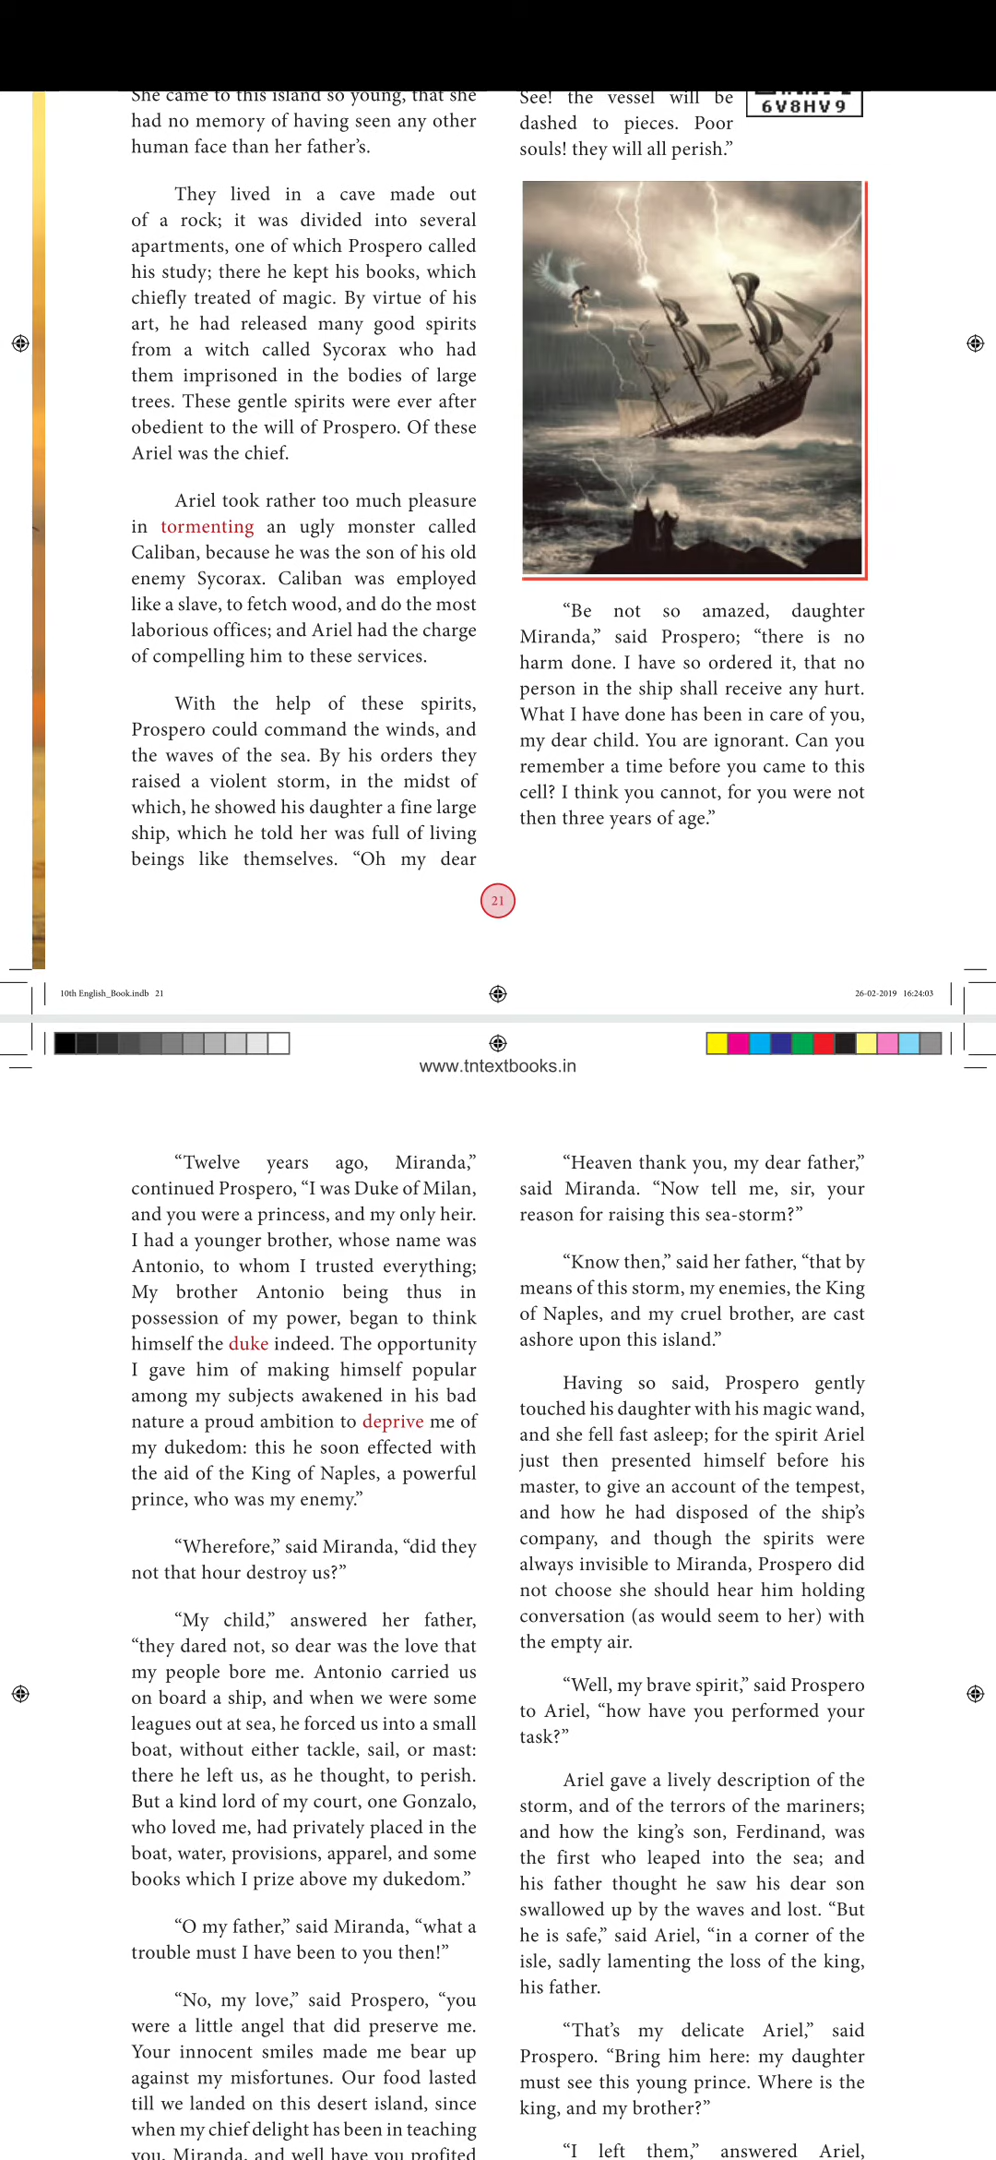 She came to this island so young, that she
had no memory of having seen any other
human face than her father's.
They lived in a cave made out
of a rock; it was divided into several
apartments, one of which Prospero called
his study; there he kept his books, which
chiefly treated of magic. By virtue of his
art, he had released many good spirits
from a witch called Sycorax who had
them imprisoned in the bodies of large
trees. These gentle spirits were ever after
obedient to the will of Prospero. Of these
Ariel was the chief.
Ariel took rather too much pleasure
in tormenting an ugly monster called
Caliban, because he was the son of his old
enemy Sycorax. Caliban was employed
like a slave, to fetch wood, and do the most
laborious offices; and Ariel had the charge
of compelling him to these services.
With the help of these spirits,
Prospero could command the winds, and
the waves of the sea. By his orders they
raised a violent storm, in the midst of
which, he showed his daughter a fine large
ship, which he told her was full of living
beings like themselves. “Oh my dear
See! the vessel will be
dashed to pieces. Poor
souls! they will all perish.”
6V8HV9
“Be not so amazed, daughter
Miranda,” said Prospero; “there is no
harm done. I have so ordered it, that no
person in the ship shall receive any hurt.
What I have done has been in care of you,
my dear child. You are ignorant. Can you
remember a time before you came to this
cell? I think you cannot, for you were not
then three years of age.”
21
10th English_Book.indb 21
26-02-2019 16:24:03
www.tntextbooks.in
“Twelve years ago, Miranda,”
continued Prospero, “I was Duke of Milan,
and you were a princess, and my only heir.
I had a younger brother, whose name was
Antonio, to whom I trusted everything;
My brother Antonio being thus in
possession of my power, began to think
himself the duke indeed. The opportunity
I gave him of making himself popular
among my subjects awakened in his bad
nature a proud ambition to deprive me of
my dukedom: this he soon effected with
the aid of the King of Naples, a powerful
prince, who was my enemy.”
“Wherefore,” said Miranda, “did they
not that hour destroy us?”
“My child,” answered her father,
“they dared not, so dear was the love that
my people bore me. Antonio carried us
on board a ship, and when we were some
leagues out at sea, he forced us into a small
boat, without either tackle, sail, or mast:
there he left us, as he thought, to perish.
But a kind lord of my court, one Gonzalo,
who loved me, had privately placed in the
boat, water, provisions, apparel, and some
books which I prize above my dukedom.”
“O my father,” said Miranda, “what a
trouble must I have been to you then!”
“No, my love,” said Prospero, “you
were a little angel that did preserve me.
Your innocent smiles made me bear up
against my misfortunes. Our food lasted
till we landed on this desert island, since
when my chief delight has been in teaching
you, Miranda, and well have you profited
“Heaven thank you, my dear father,”
said Miranda. “Now tell me, sir, your
reason for raising this sea-storm?”
“Know then,” said her father, “that by
means of this storm, my enemies, the King
of Naples, and my cruel brother, are cast
ashore upon this island.”
Having so said, Prospero gently
touched his daughter with his magic wand,
and she fell fast asleep; for the spirit Ariel
just then presented himself before his
master, to give an account of the tempest,
and how he had disposed of the ship's
company, and though the spirits were
always invisible to Miranda, Prospero did
not choose she should hear him holding
conversation (as would seem to her) with
the empty air.
“Well, my brave spirit,” said Prospero
to Ariel, “how have you performed your
task?”
Ariel gave a lively description of the
storm, and of the terrors of the mariners;
and how the king's son, Ferdinand, was
the first who leaped into the sea; and
his father thought he saw his dear son
swallowed up by the waves and lost. “But
he is safe,” said Ariel, “in a corner of the
isle, sadly lamenting the loss of the king,
his father.
“That's my delicate Ariel,” said
Prospero. “Bring him here: my daughter
must see this young prince. Where is the
king, and my brother?”
“I left them,” answered Ariel,